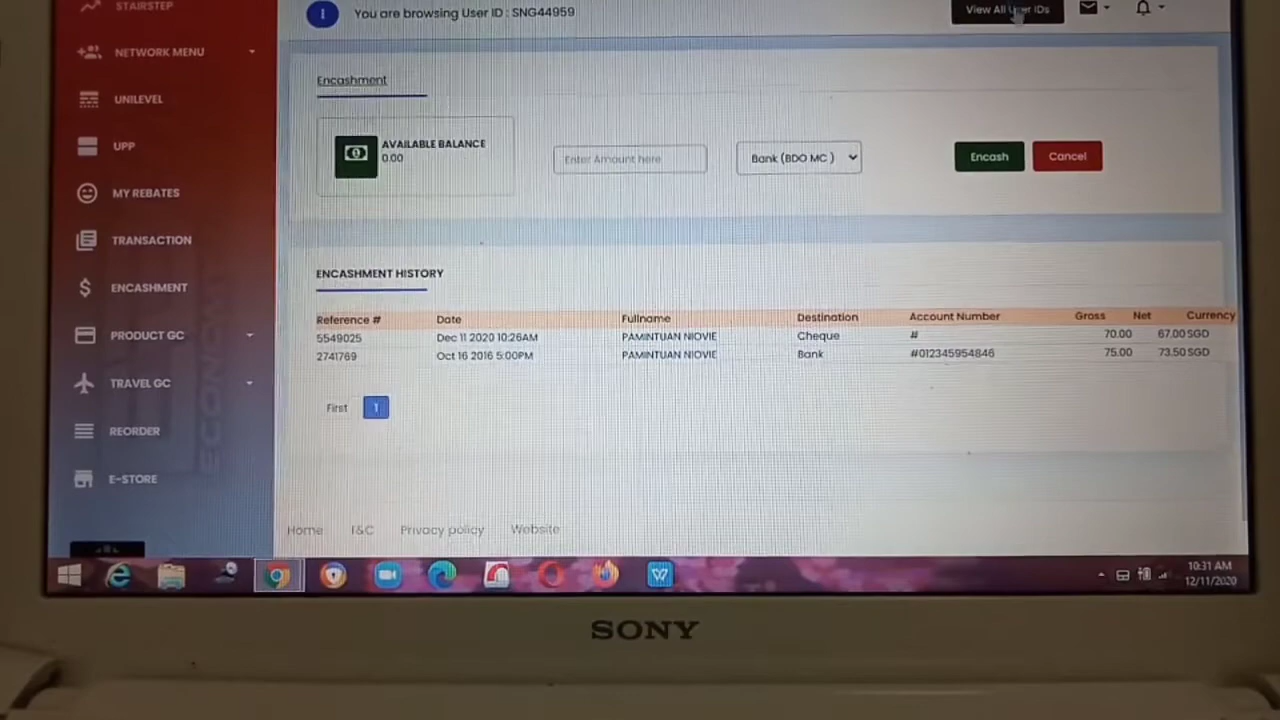 STAIRSTEP
NETWORK MENU
UNILEVEL
UPP
MY REBATES
TRANSACTION
$ ENCASHMENT
PRODUCT GC
TRAVEL GC
REORDER
E-STORE
You are browsing User ID : SNG44959
View All User IDs
Encashment
AVAILABLE BALANCE
0.00
Enter Amount here
Bank (BDO MC )
Encash
Cancel
ENCASHMENT HISTORY
Reference # Date Fullname Destination Account Number Gross Net Currency
5549025 Dec 11 2020 10:26AM PAMINTUAN NIOVIE Cheque # 70.00 67.00 SGD
2741769 Oct 16 2016 5:00PM PAMINTUAN NIOVIE Bank #012345954846 75.00 73.50 SGD
First 1
Home T&C Privacy policy Website
10:31 AM
12/11/2020
SONY